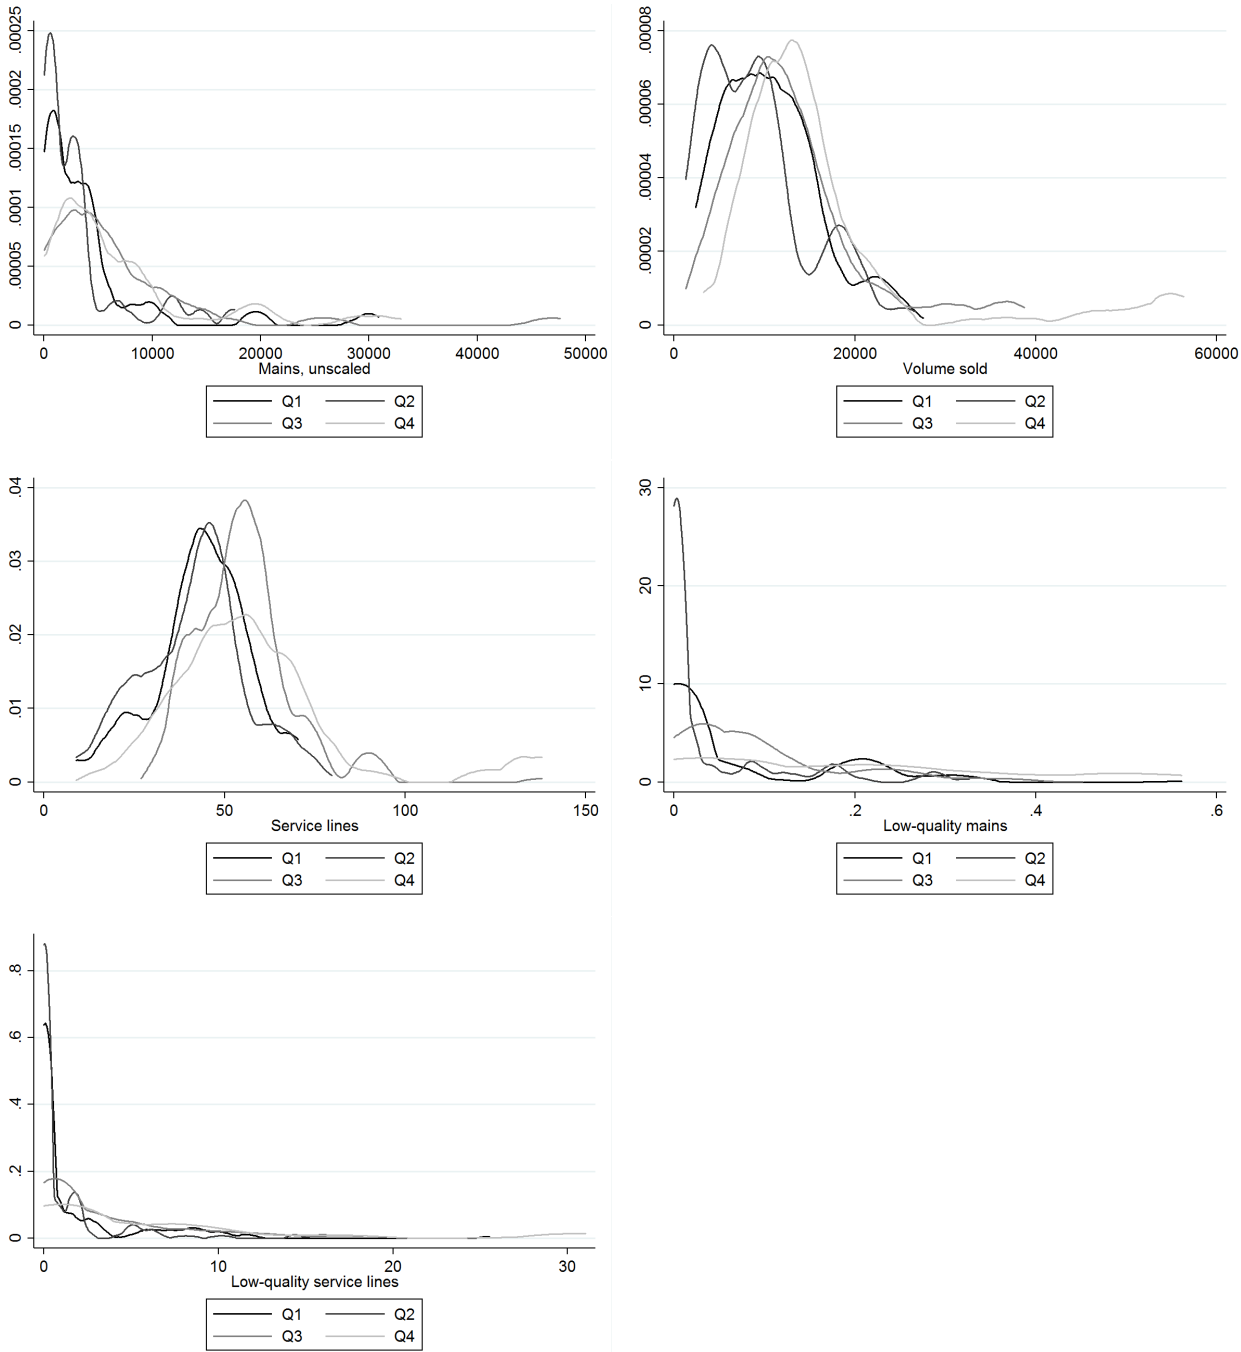 0 .00005 .0001 .00015 .0002 .00025
0 10000 20000 30000 40000 50000
Mains, unscaled
Q1 Q2
Q3 Q4
0 .00002 .00004 .00006 .00008
0 20000 40000 60000
Volume sold
Q1 Q2
Q3 Q4
0 .01 .02 .03 .04
0 50 100 150
Service lines
Q1 Q2
Q3 Q4
0 10 20 30
0 .2 .4 .6
Low-quality mains
Q1 Q2
Q3 Q4
0 .2 .4 .6 .8
0 10 20 30
Low-quality service lines
Q1 Q2
Q3 Q4